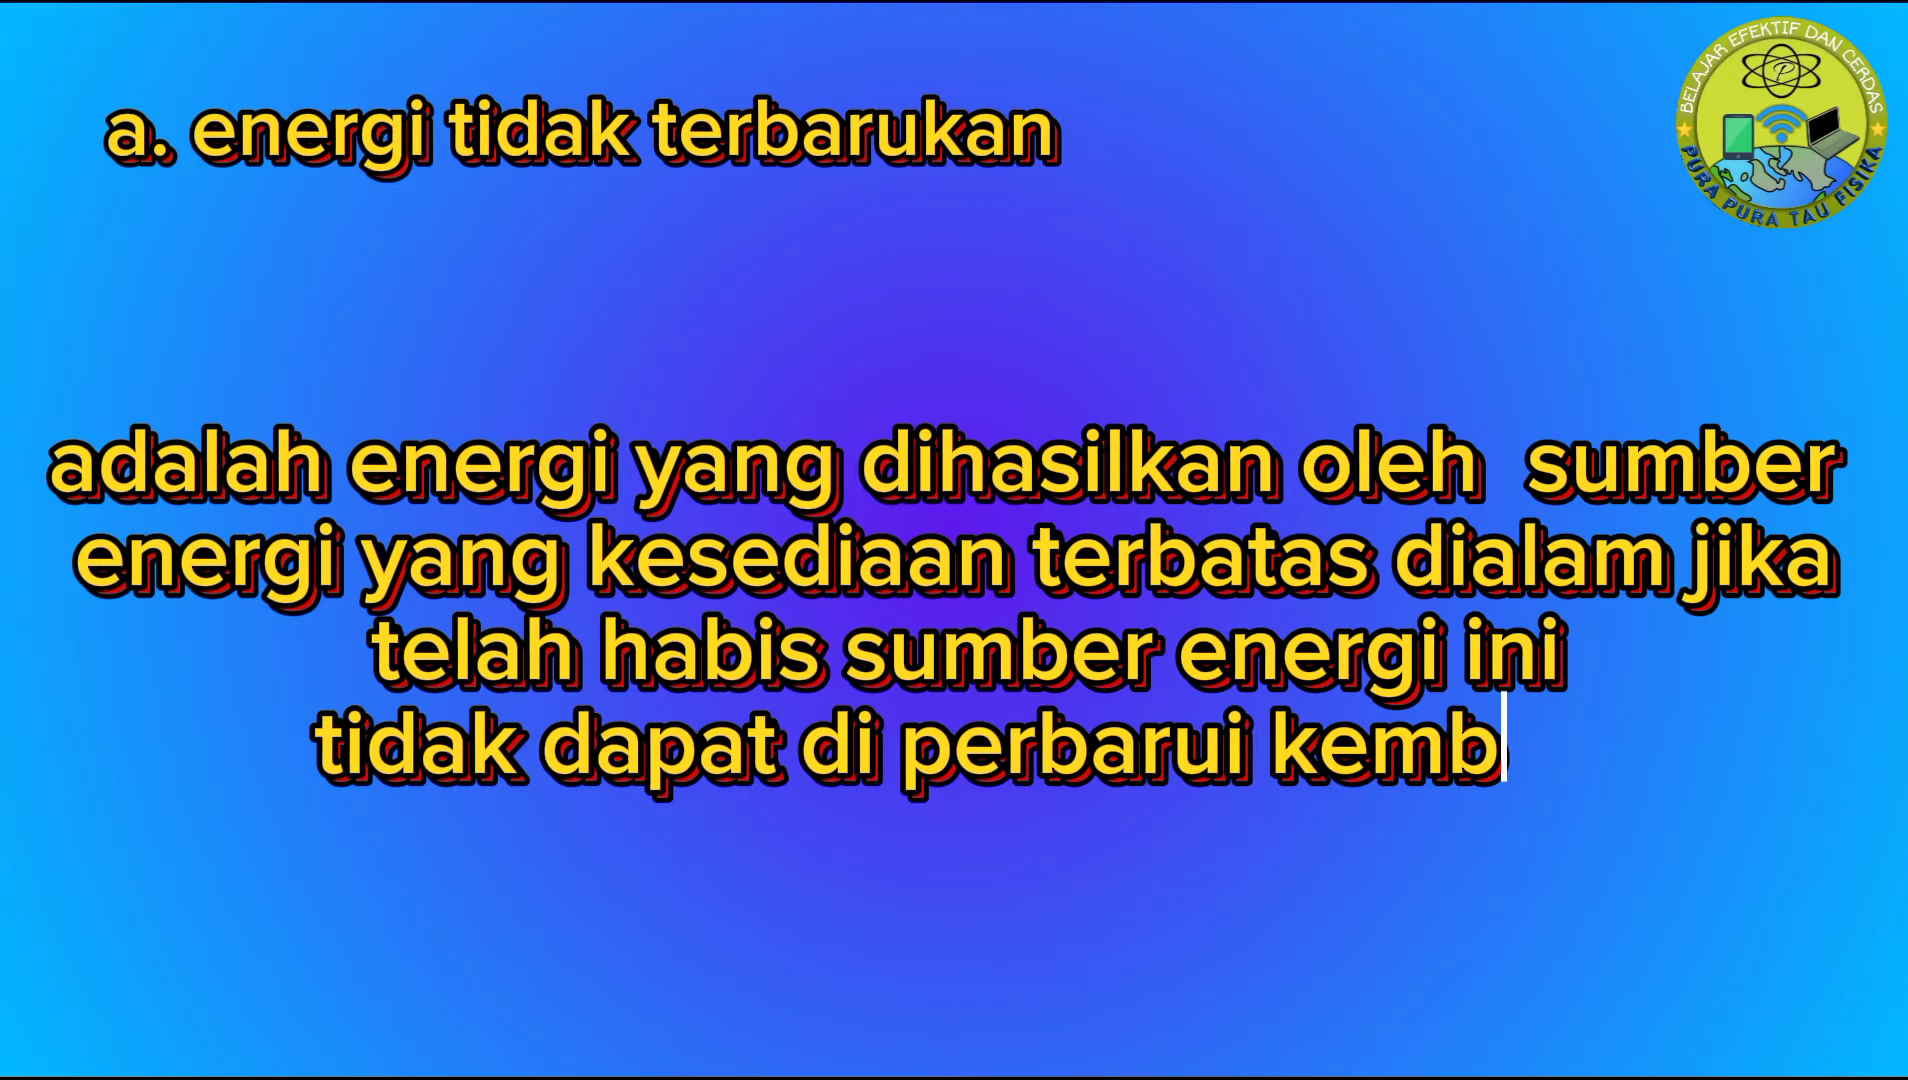 a. energi tidak terbarukan
BELAJAR EFEKTIF DAN CERDAS
P
PURA PURA TAU FISIKA
adalah energi yang dihasilkan oleh sumber
energi yang kesediaan terbatas dialam jika
telah habis sumber energi ini
tidak dapat di perbarui kemb